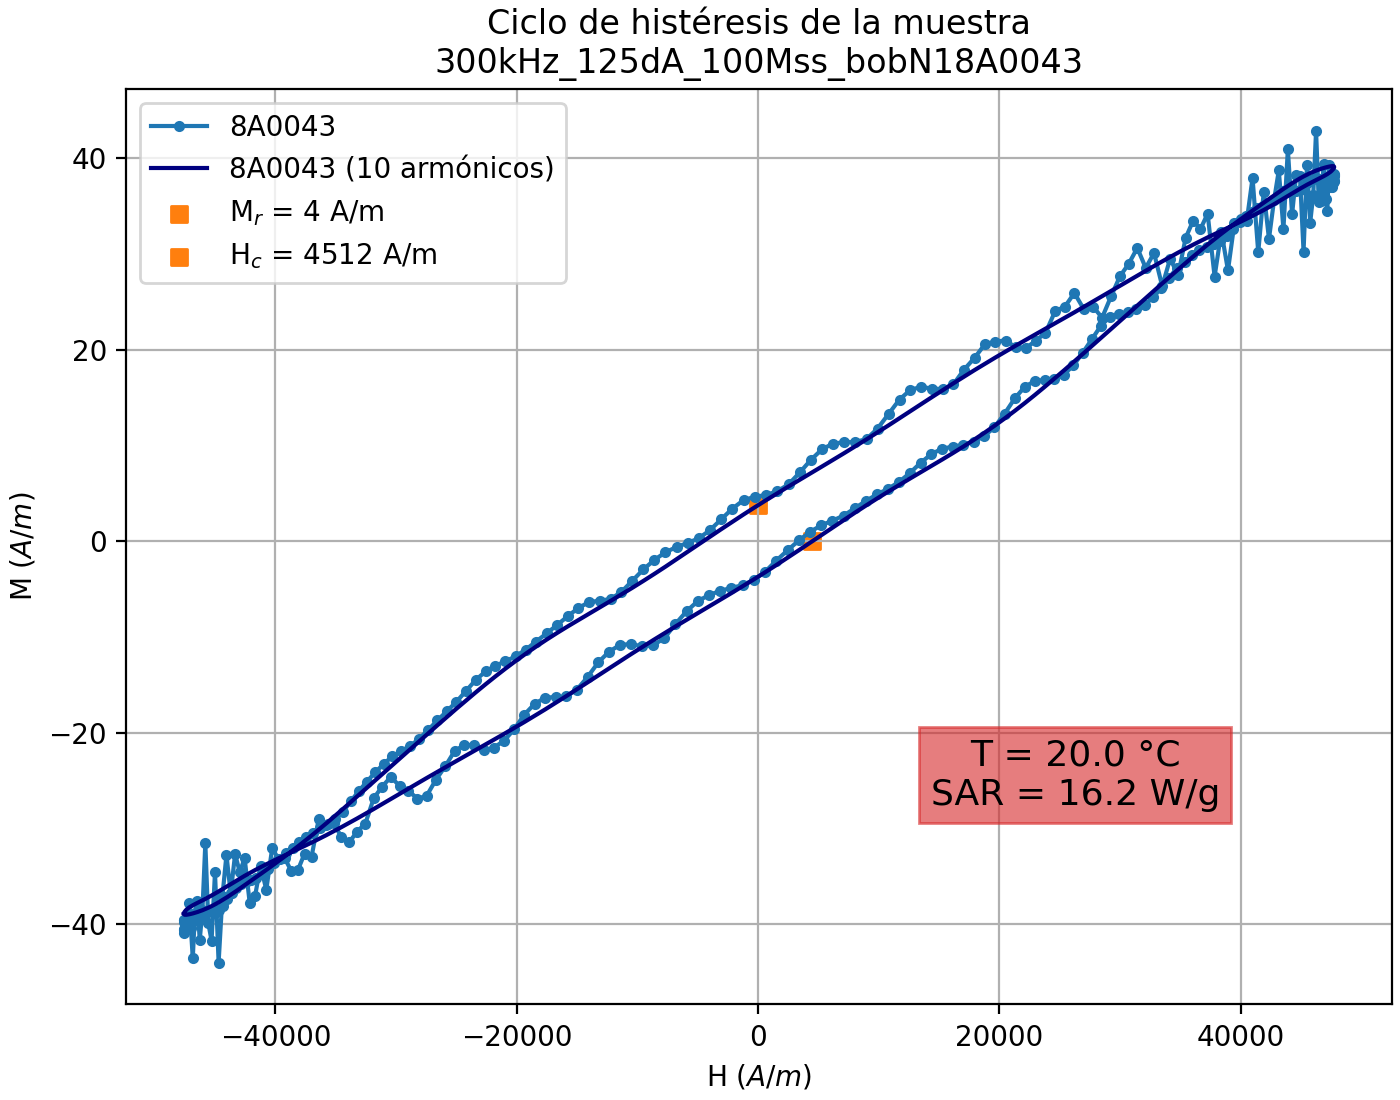 Ciclo de histéresis de la muestra
300kHz_125dA_100Mss_bobN18A0043
8A0043
8A0043 (10 armónicos)
Mr = 4 A/m
Hc = 4512 A/m
40
20
0
−20
−40
M (A/m)
T = 20.0 °C
SAR = 16.2 W/g
−40000
−20000
0
20000
40000
H (A/m)